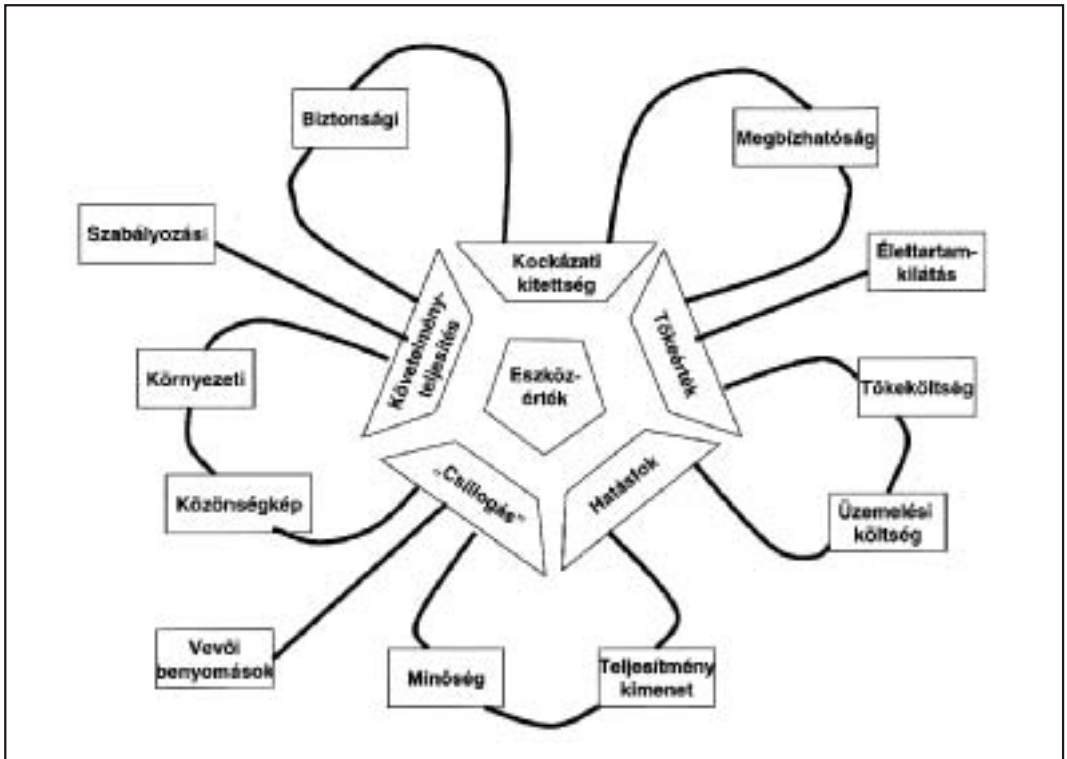 Biztonsági
Megbízhatóság
Szabályozási
Kockázati
kitettség
Élettartam-
kilátás
Követelmény-
teljesítés
Tőkeérték
Környezeti
Eszköz-
érték
Tőkeköltség
„Csillogás"
Hatásfok
Közönségkép
Üzemelési
költség
Vevői
benyomások
Minőség
Teljesítmény
kimenet